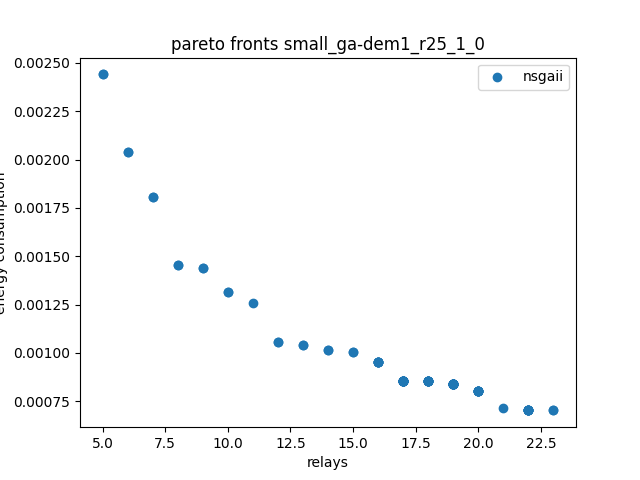 pareto fronts small_ga-dem1_r25_1_0
nsgaii
0.00250
0.00225
0.00200
0.00175
0.00150
0.00125
0.00100
0.00075
energy consumption
5.0 7.5 10.0 12.5 15.0 17.5 20.0 22.5
relays